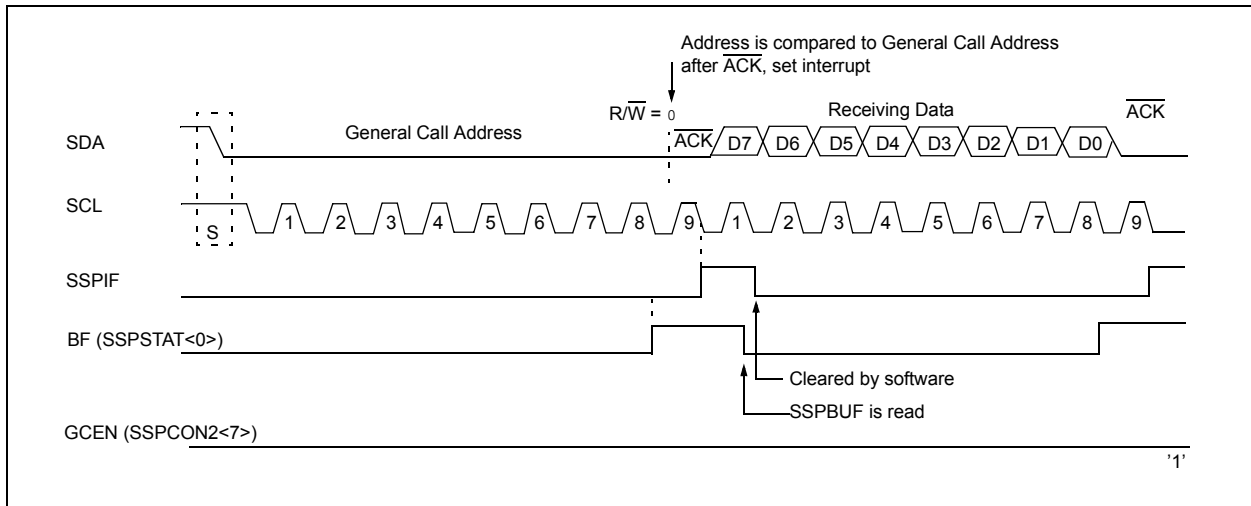 Address is compared to General Call Address
after ACK, set interrupt
R/W = 0
General Call Address
Receiving Data
ACK
SDA
ACK D7 D6 D5 D4 D3 D2 D1 D0
SCL
S
1 2 3 4 5 6 7 8 9 1 2 3 4 5 6 7 8 9
SSPIF
BF (SSPSTAT<0>)
Cleared by software
SSPBUF is read
GCEN (SSPCON2<7>)
'1'